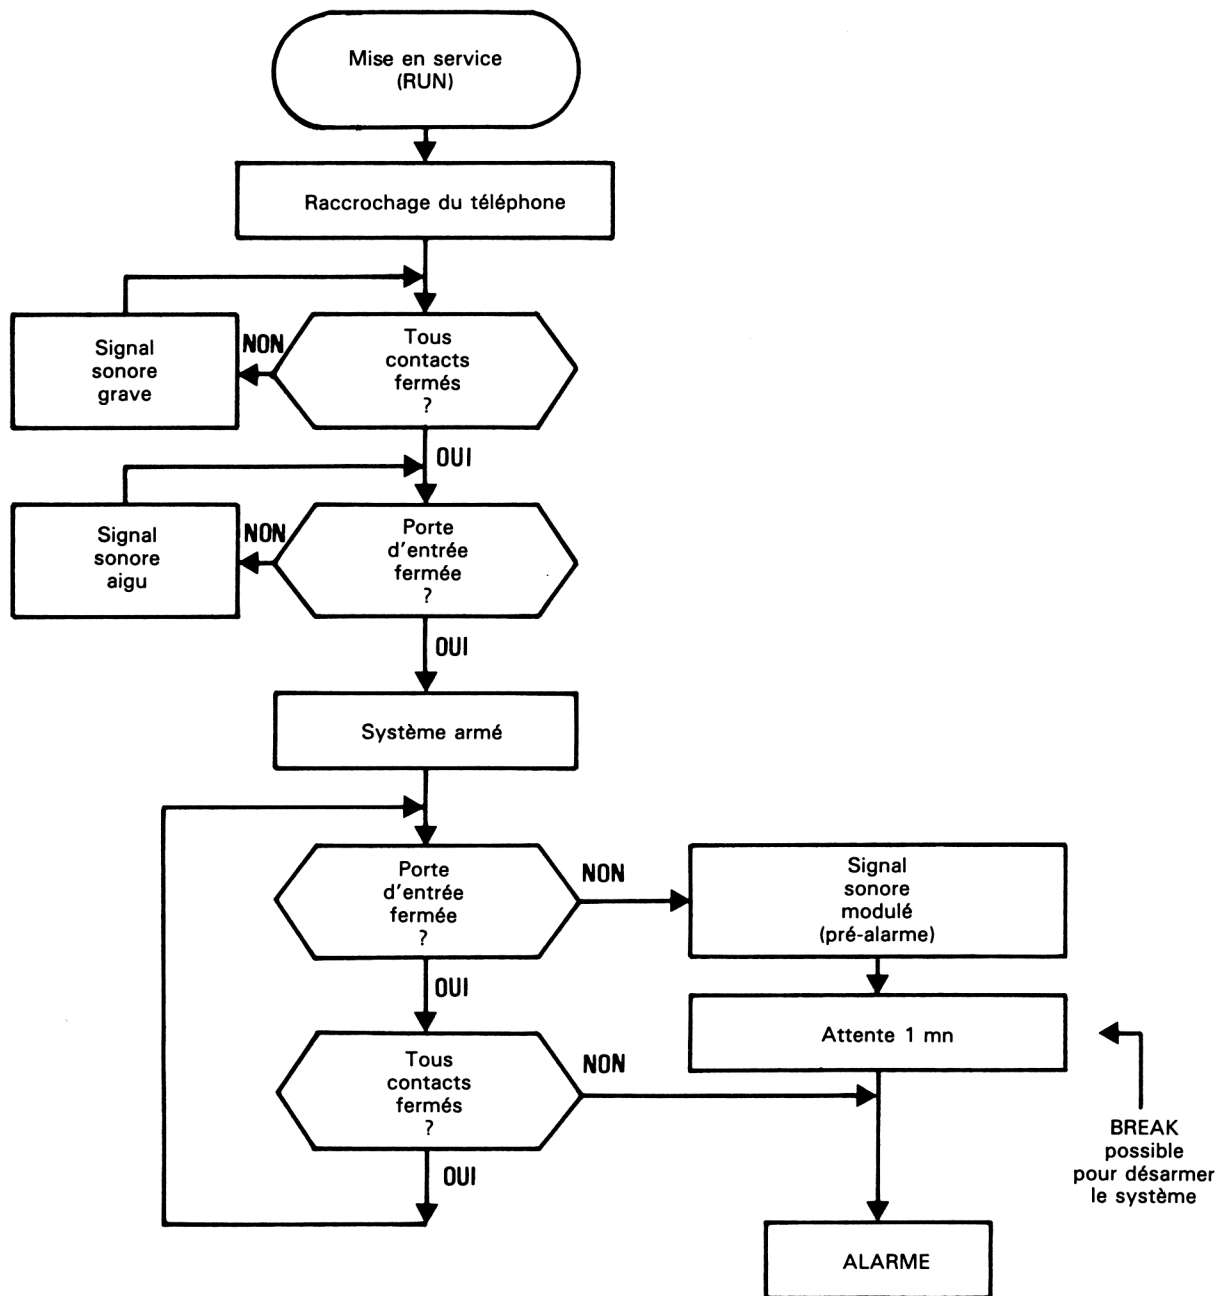 Mise en service
(RUN)
Raccrochage du téléphone
Signal
sonore
grave
NON
Tous
contacts
fermés
?
OUI
Signal
sonore
aigu
NON
Porte
d'entrée
fermée
?
OUI
Système armé
Porte
d'entrée
fermée
?
NON
Signal
sonore
modulé
(pré-alarme)
OUI
Attente 1 mn
Tous
contacts
fermés
?
NON
OUI
BREAK
possible
pour désarmer
le système
ALARME